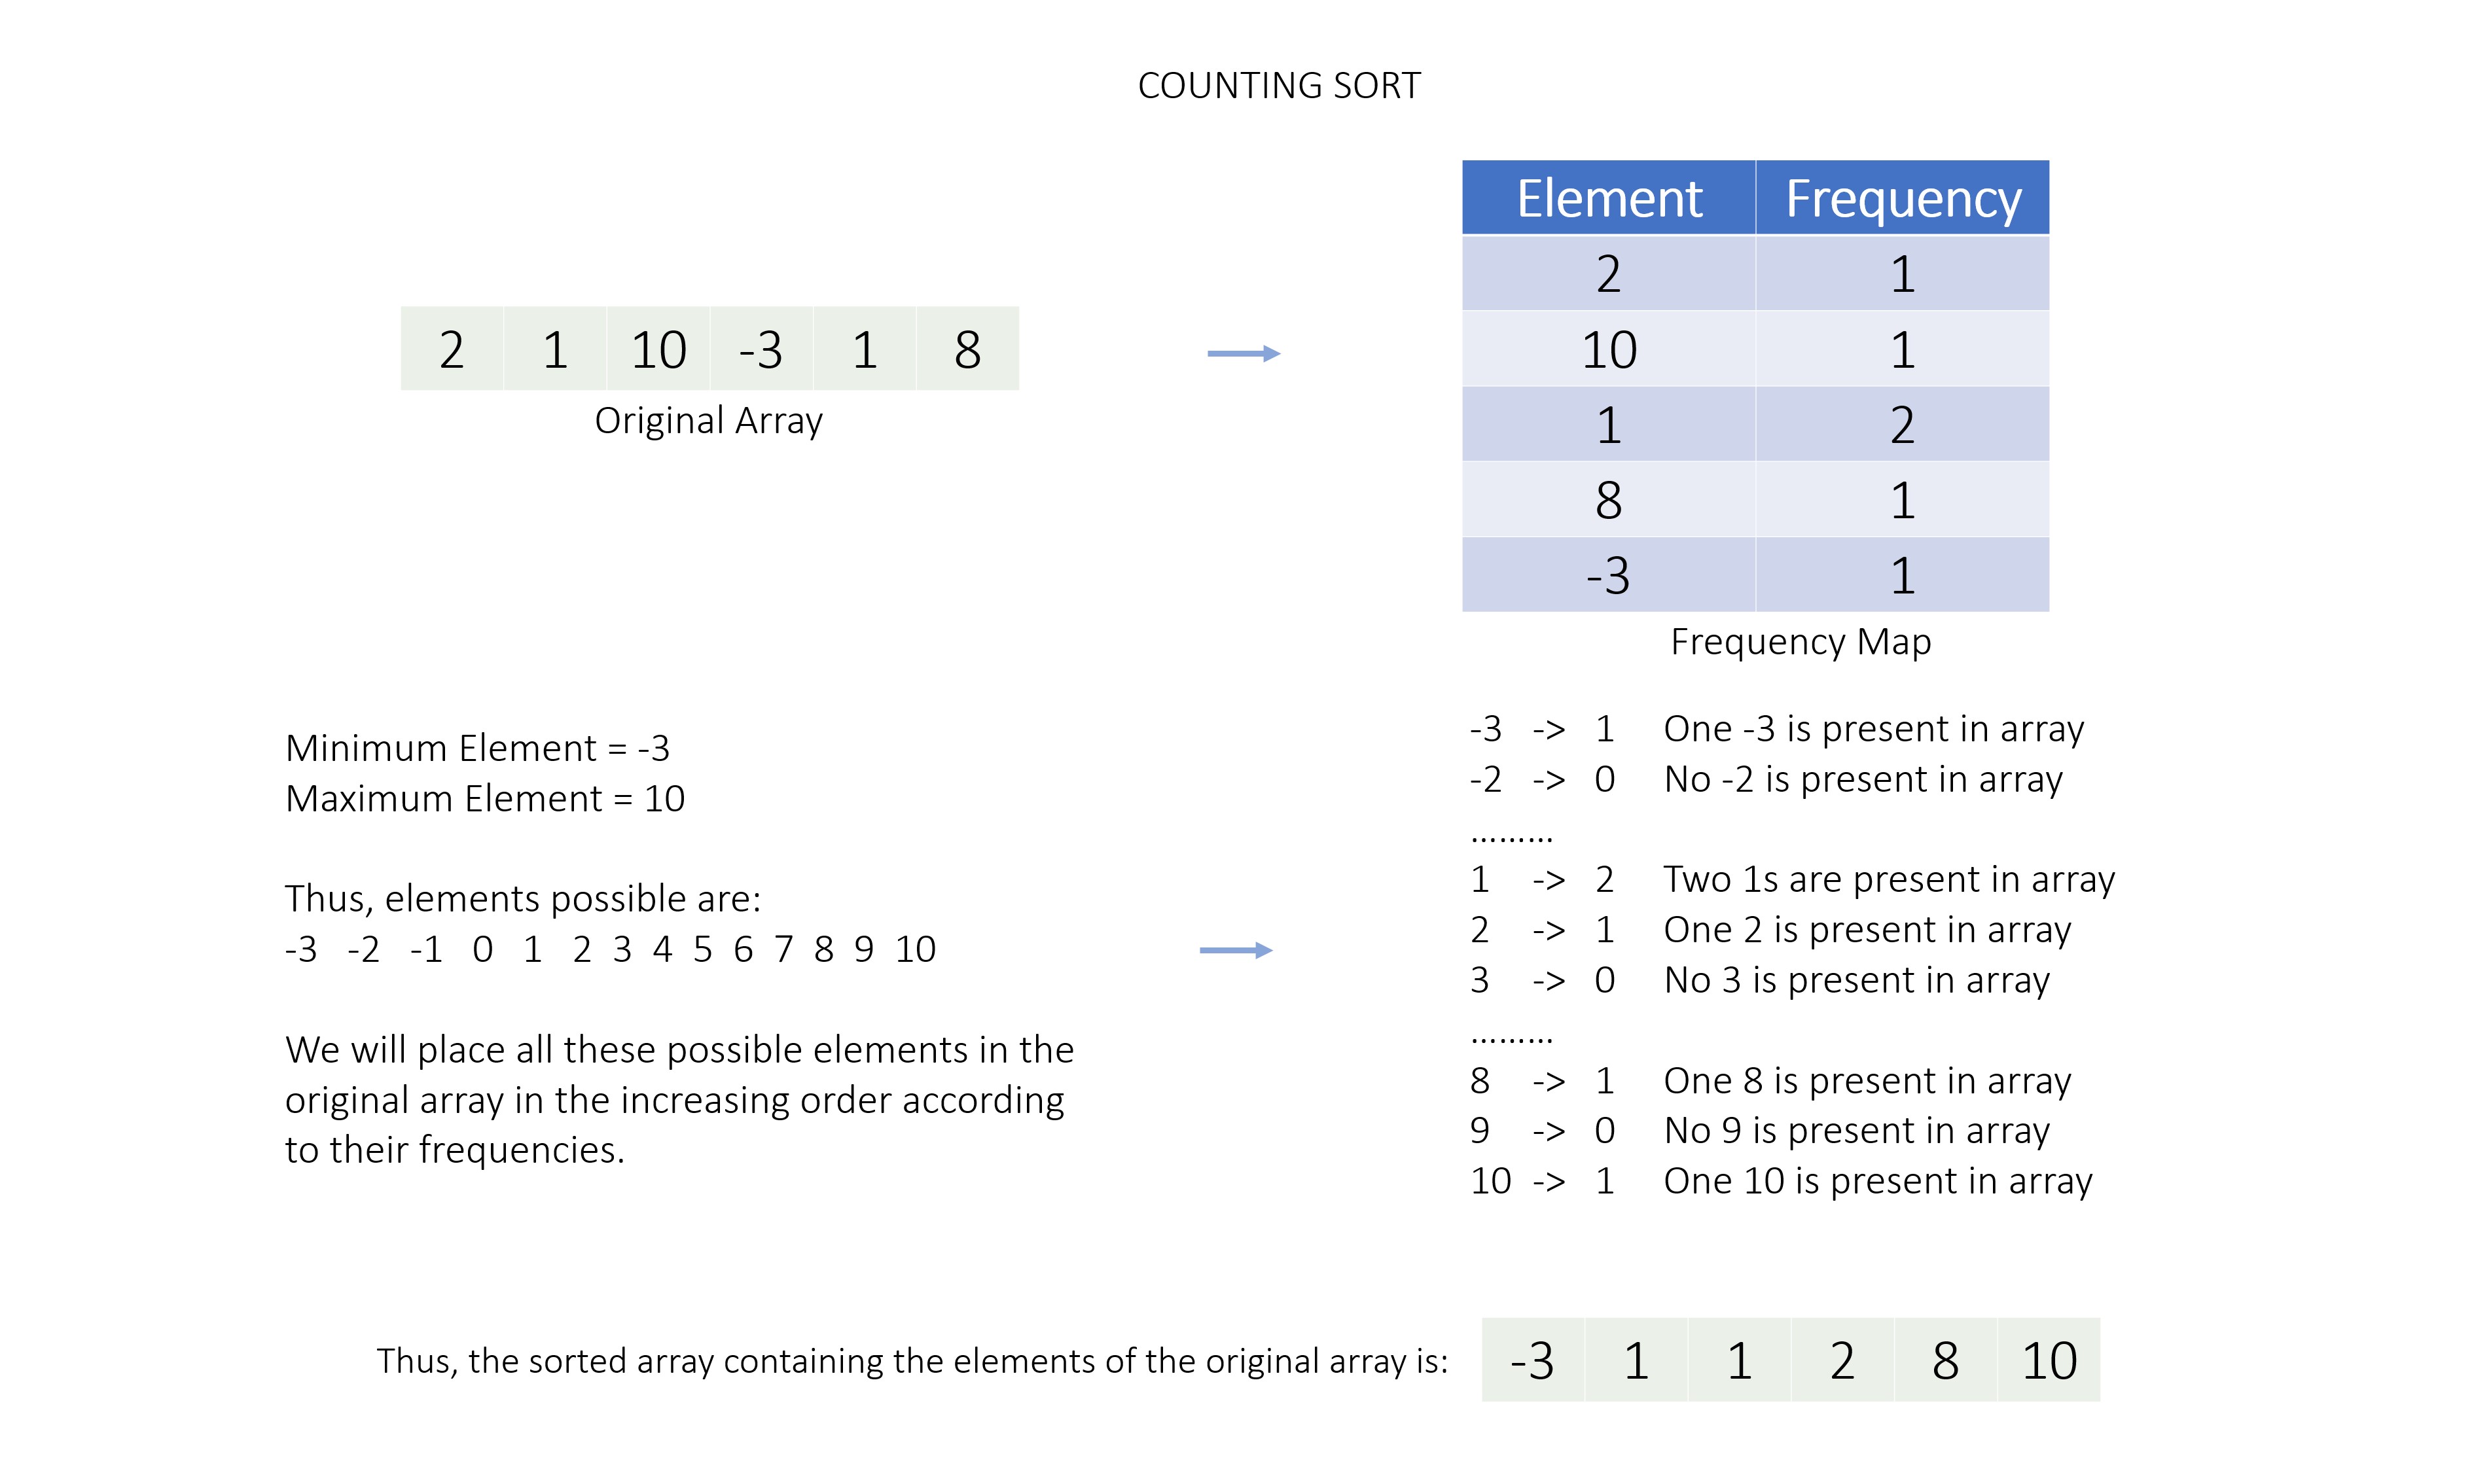 COUNTING SORT
2 1 10 -3 1 8
Original Array
Element Frequency
2 1
10 1
1 2
8 1
-3 1
Frequency Map
Minimum Element = -3
Maximum Element = 10
Thus, elements possible are:
-3 -2 -1 0 1 2 3 4 5 6 7 8 9 10
We will place all these possible elements in the
original array in the increasing order according
to their frequencies.
-3 -> 1 One -3 is present in array
-2 -> 0 No -2 is present in array
.........
1 -> 2 Two 1s are present in array
2 -> 1 One 2 is present in array
3 -> 0 No 3 is present in array
.........
8 -> 1 One 8 is present in array
9 -> 0 No 9 is present in array
10 -> 1 One 10 is present in array
Thus, the sorted array containing the elements of the original array is:
-3 1 1 2 8 10